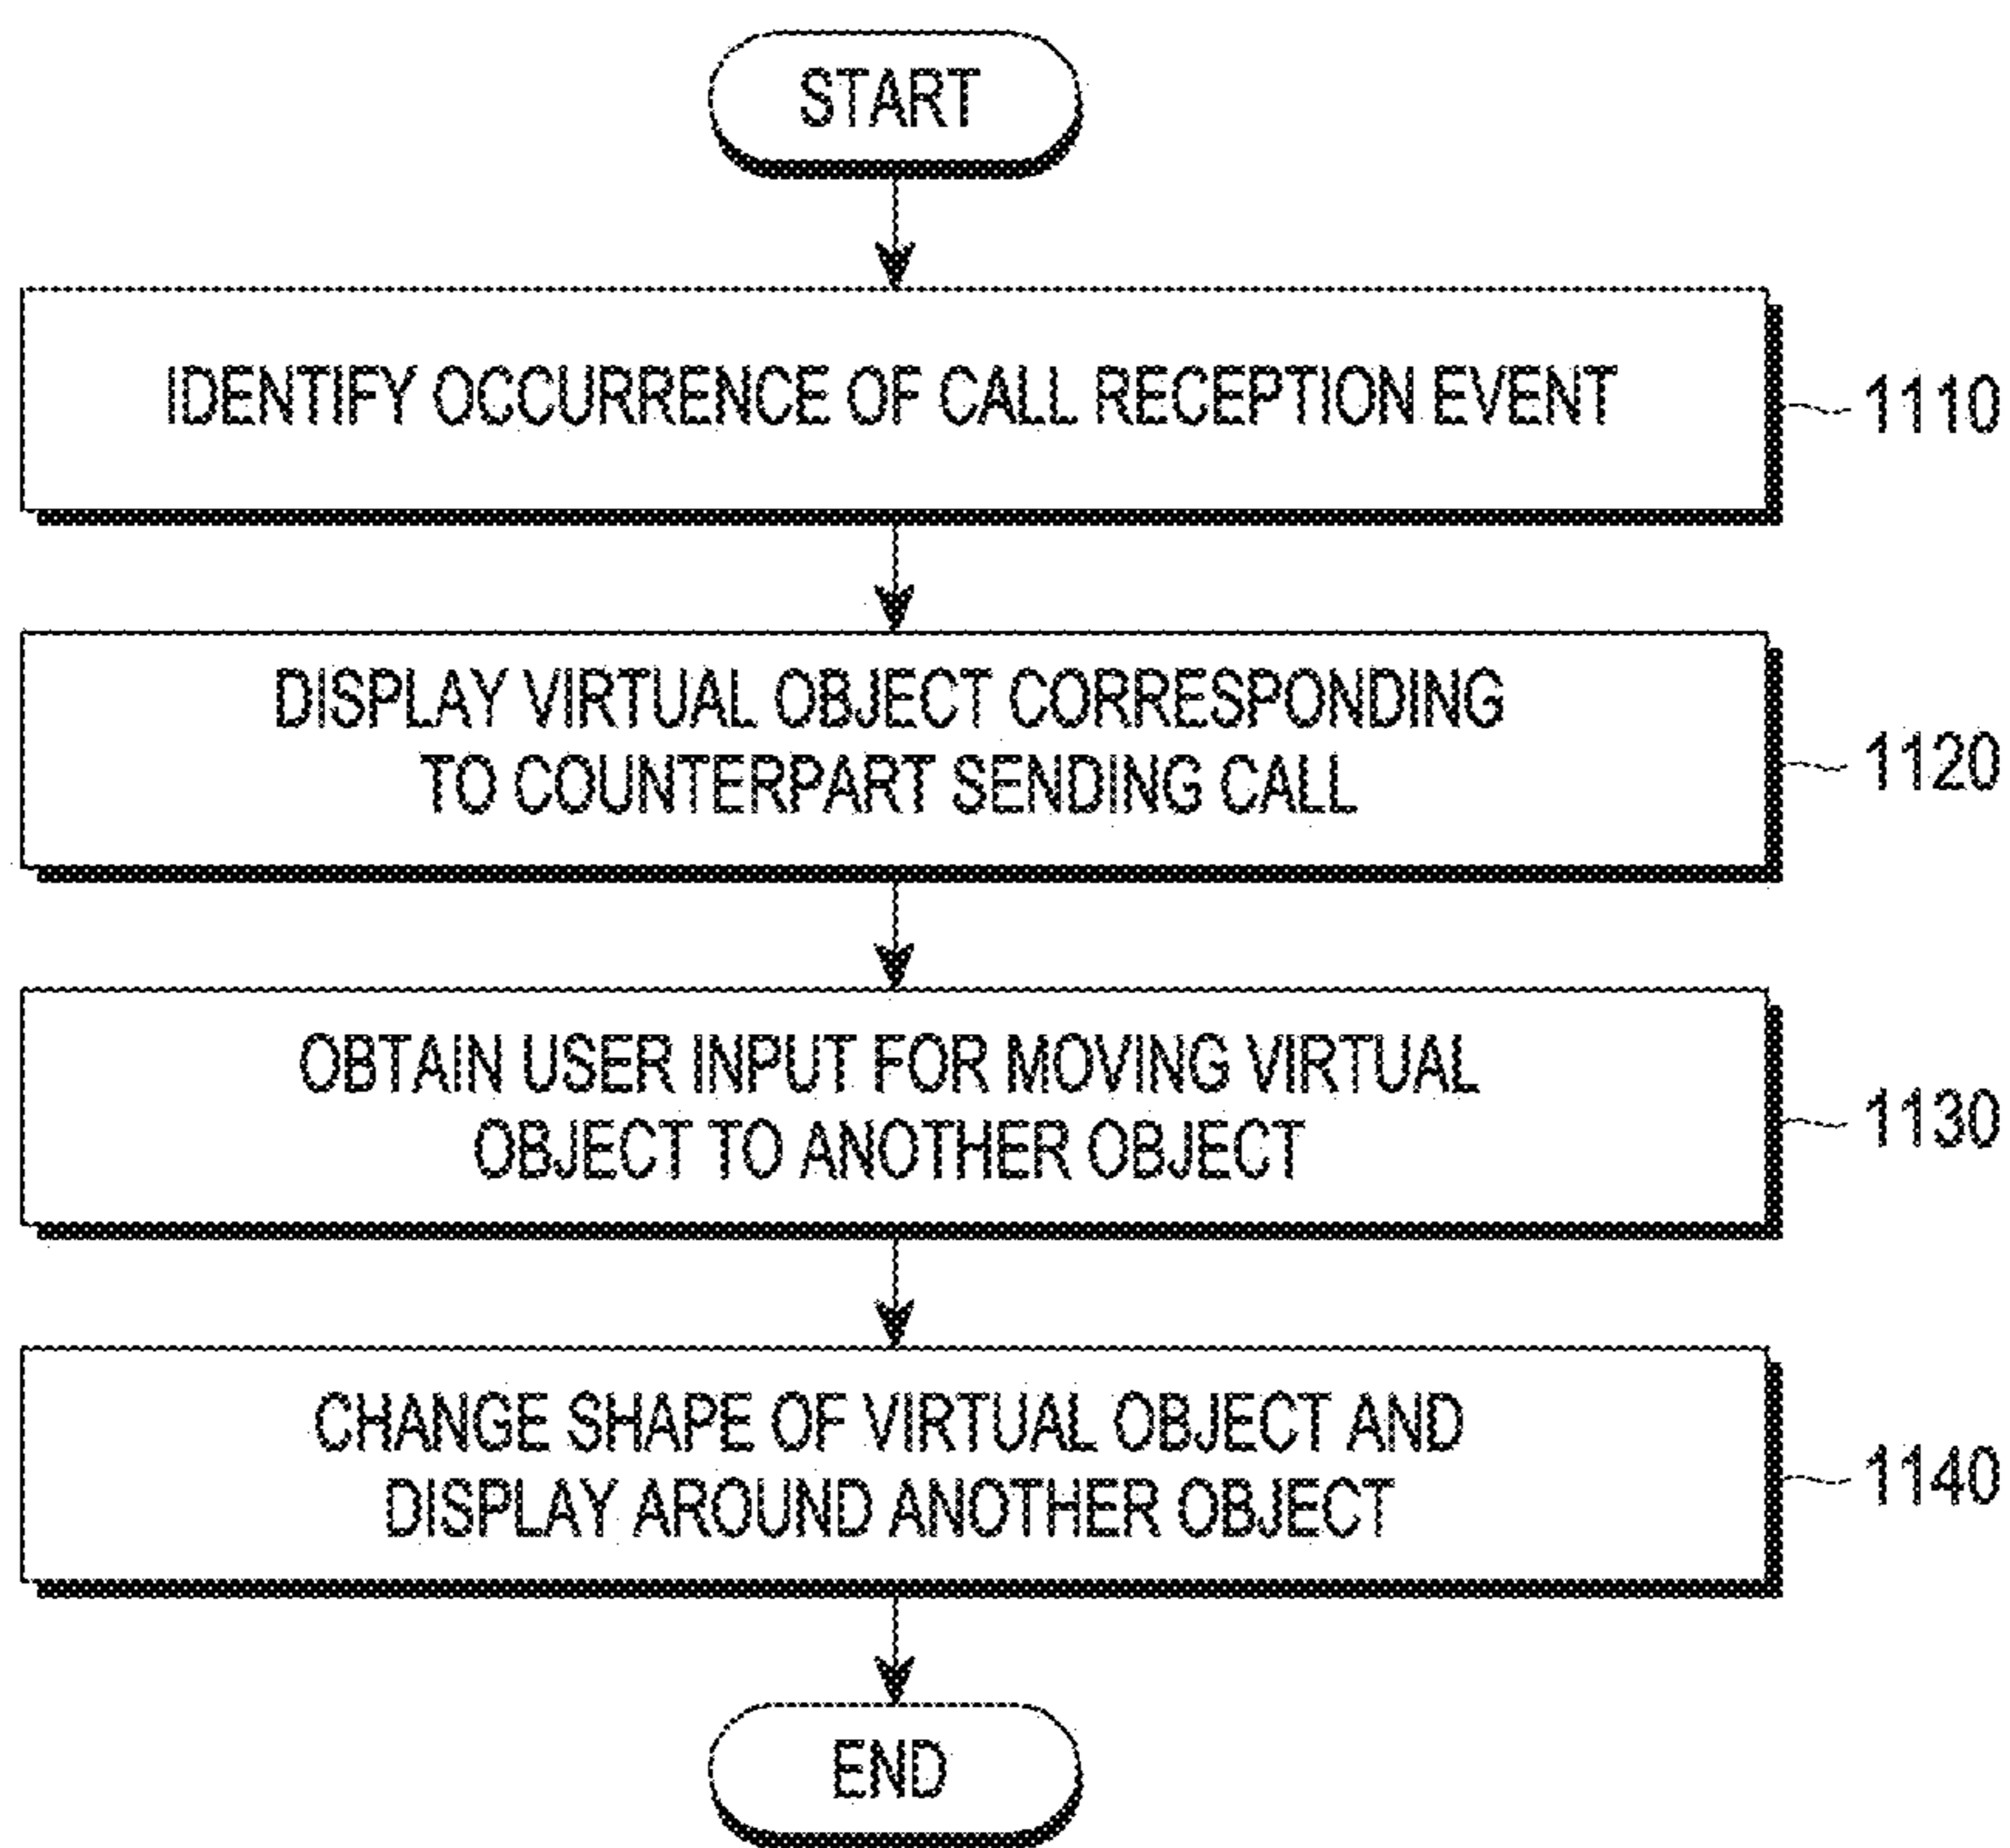 START
IDENTIFY OCCURRENCE OF CALL RECEPTION EVENT
1110
DISPLAY VIRTUAL OBJECT CORRESPONDING
TO COUNTERPART SENDING CALL
1120
OBTAIN USER INPUT FOR MOVING VIRTUAL
OBJECT TO ANOTHER OBJECT
1130
CHANGE SHAPE OF VIRTUAL OBJECT AND
DISPLAY AROUND ANOTHER OBJECT
1140
END